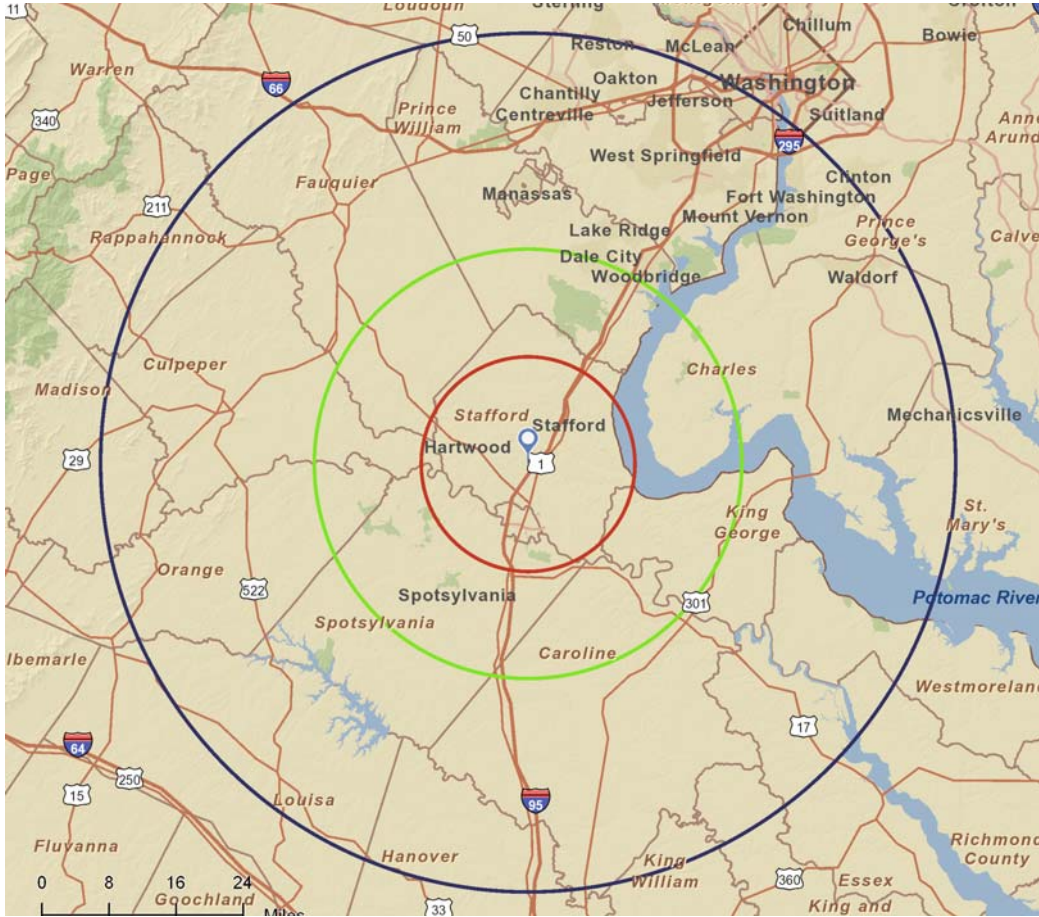 11
Loudoun
Sterling
Montgomery
Crofton
50
Chillum
Bowie
Reston
McLean
Warren
66
Oakton
Washington
Chantilly
Jefferson
340
Prince
William
Centreville
Suitland
Anne
Arund
295
West Springfield
Page
Fauquier
Manassas
Clinton
Fort Washington
211
Mount Vernon
Prince
George's
Calve
Rappahannock
Lake Ridge
Dale City
Woodbridge
Waldorf
Culpeper
Charles
Madison
Stafford
Stafford
Mechanicsville
Hartwood
29
1
King
George
St.
Mary's
Orange
522
Spotsylvania
301
Potomac River
Spotsylvania
lbemarle
Caroline
Westmoreland
17
64
250
15
Louisa
95
Fluvanna
Hanover
King
William
Richmond
County
0 8 16 24
Miles
Goochland
33
360
Essex
King and